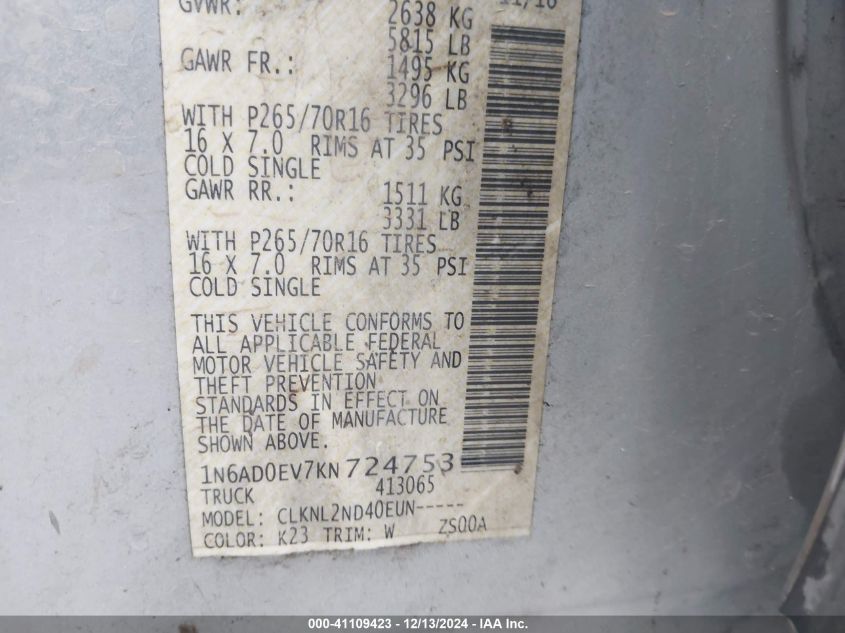 GVWR:
11/18
2638 KG
5815 LB
GAWR FR.: 1495 KG
3296 LB
WITH P265/70R16 TIRES
16 X 7.0 RIMS AT 35 PSI
COLD SINGLE
GAWR RR.: 1511 KG
3331 LB
WITH P265/70R16 TIRES
16 X 7.0 RIMS AT 35 PSI
COLD SINGLE
THIS VEHICLE CONFORMS TO
ALL APPLICABLE FEDERAL
MOTOR VEHICLE SAFETY AND
THEFT PREVENTION
STANDARDS IN EFFECT ON
THE DATE OF MANUFACTURE
SHOWN ABOVE.
1N6AD0EV7KN724753
TRUCK 413065
MODEL: CLKNL2ND40EUN-----
COLOR: K23 TRIM: W ZS00A
000-41109423 - 12/13/2024 - IAA Inc.